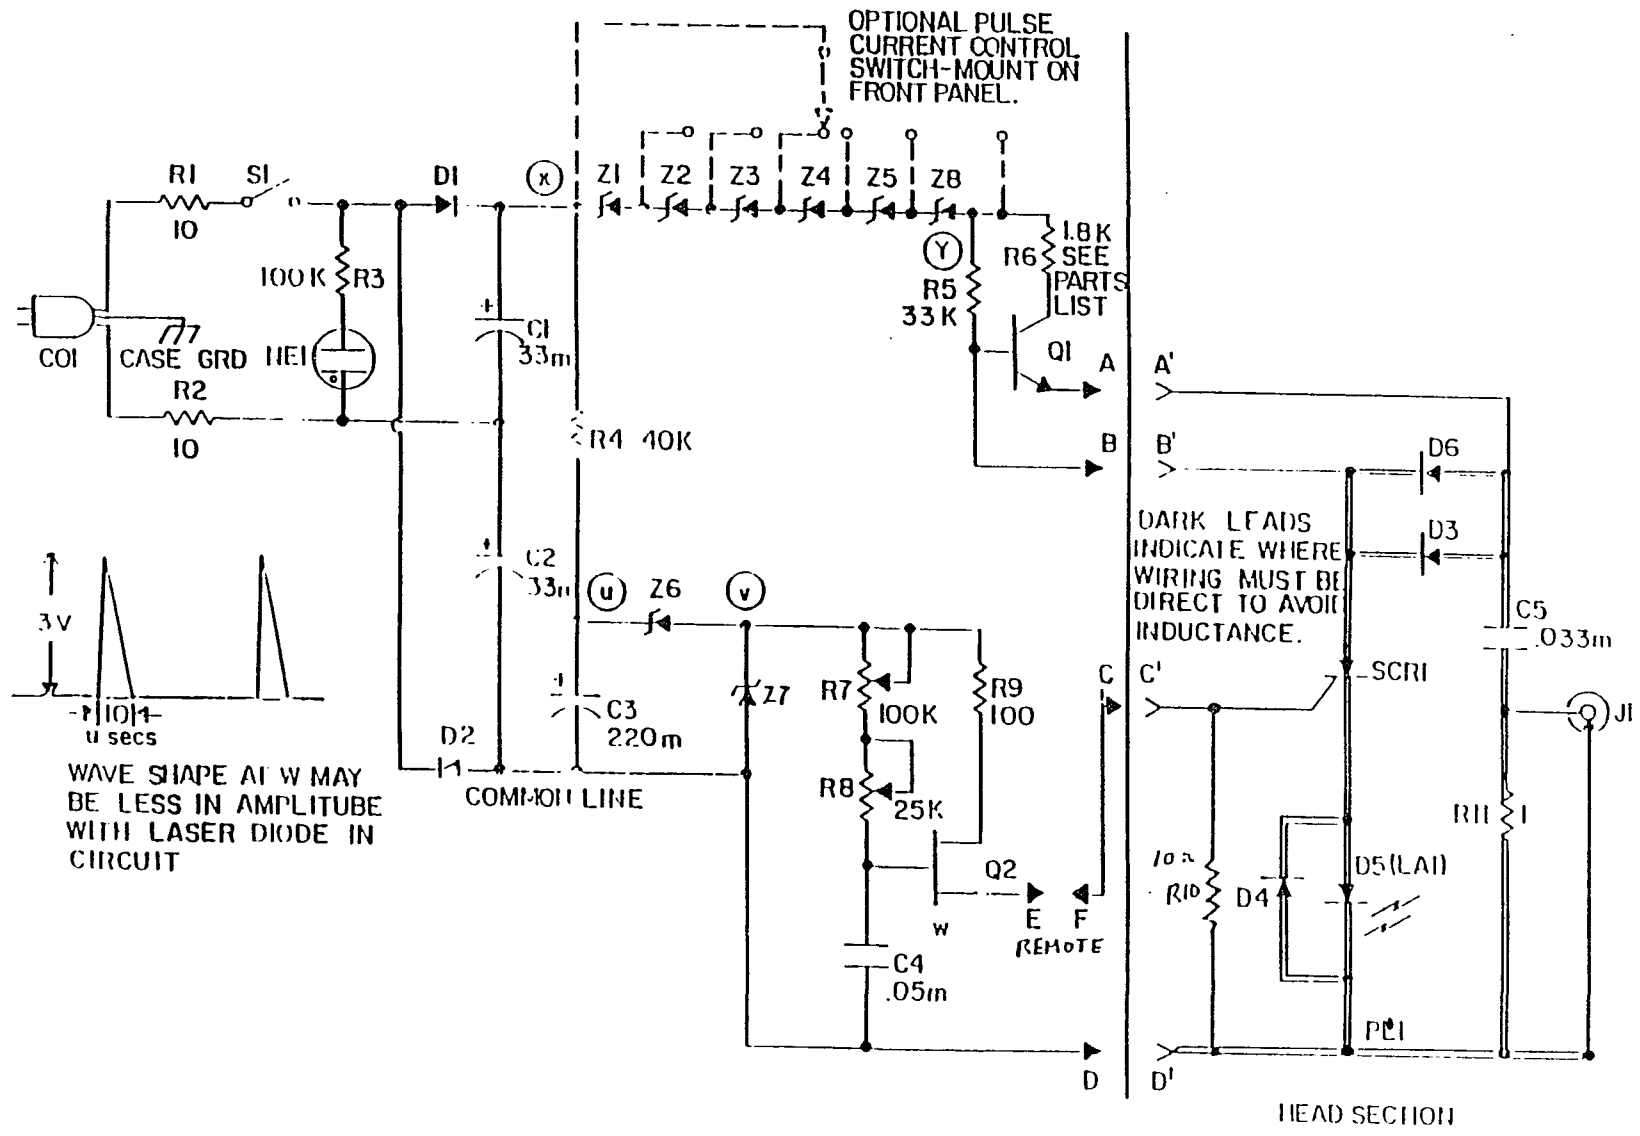 OPTIONAL PULSE
CURRENT CONTROL
SWITCH-MOUNT ON
FRONT PANEL.
R1
10
S1
D1
X
Z1
Z2
Z3
Z4
Z5
Z8
Y
R5
33K
R6
1.8K
SEE
PARTS
LIST
Q1
100K
R3
NE1
CO1
CASE GRD
R2
10
C1
33m
R4 40K
C2
33m
u
Z6
v
Z7
C3
220m
D2
COMMON LINE
3V
10
u secs
WAVE SHAPE AT W MAY
BE LESS IN AMPLITUBE
WITH LASER DIODE IN
CIRCUIT
R7
100K
R8
25K
R9
100
Q2
W
C4
.05m
E
F
REMOTE
A
A'
B
B'
C
C'
D
D'
DARK LEADS
INDICATE WHERE
WIRING MUST BE
DIRECT TO AVOID
INDUCTANCE.
D6
D3
C5
.033m
SCR1
J1
R11
1
10Ω
R10
D4
D5(LA1)
HEAD SECTION